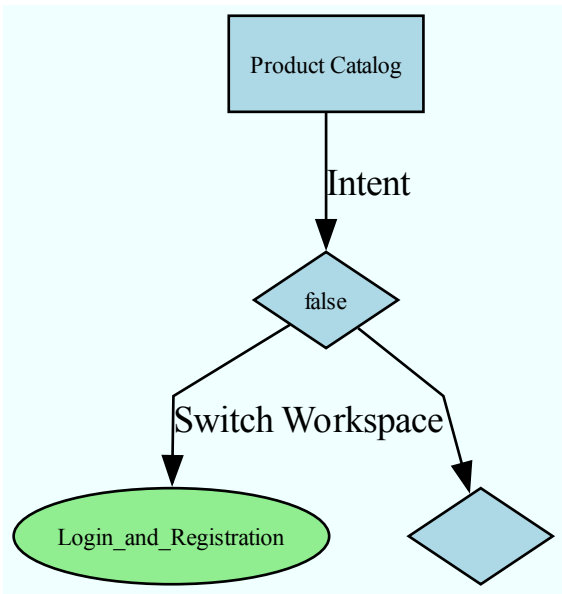 Product Catalog
Intent
false
Switch Workspace
Login_and_Registration